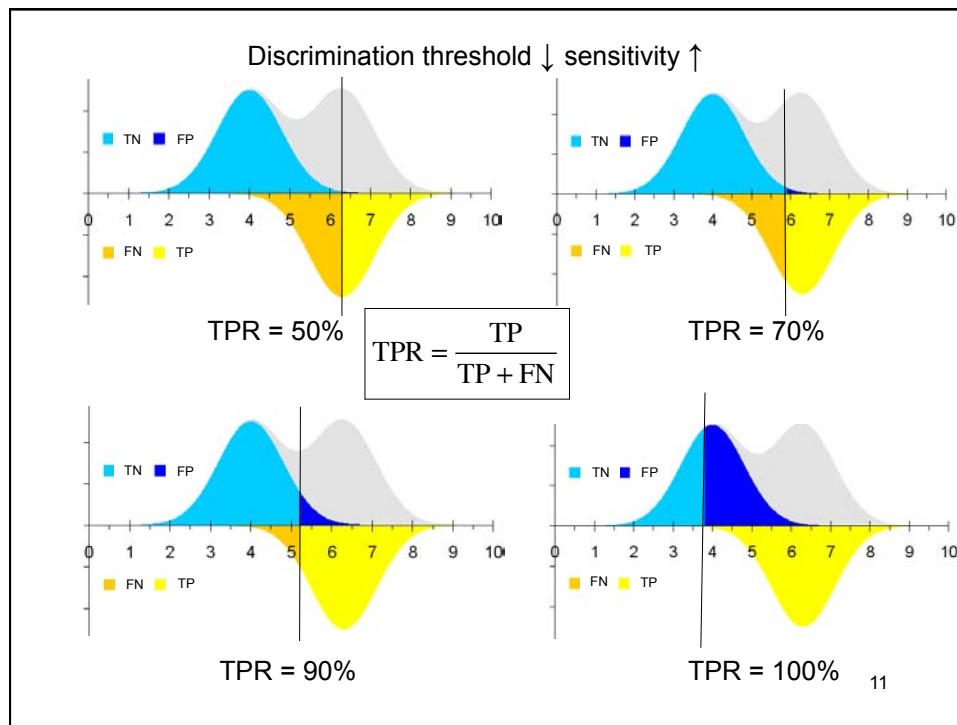 Discrimination threshold ↓ sensitivity ↑
TN FP
0 1 2 3 4 5 6 7 8 9 10
FN TP
TPR = 50%
TN FP
0 1 2 3 4 5 6 7 8 9 10
FN TP
TPR = 70%
TPR = TP / TP + FN
TN FP
0 1 2 3 4 5 6 7 8 9 10
FN TP
TPR = 90%
TN FP
0 1 2 3 4 5 6 7 8 9 10
FN TP
TPR = 100%
11